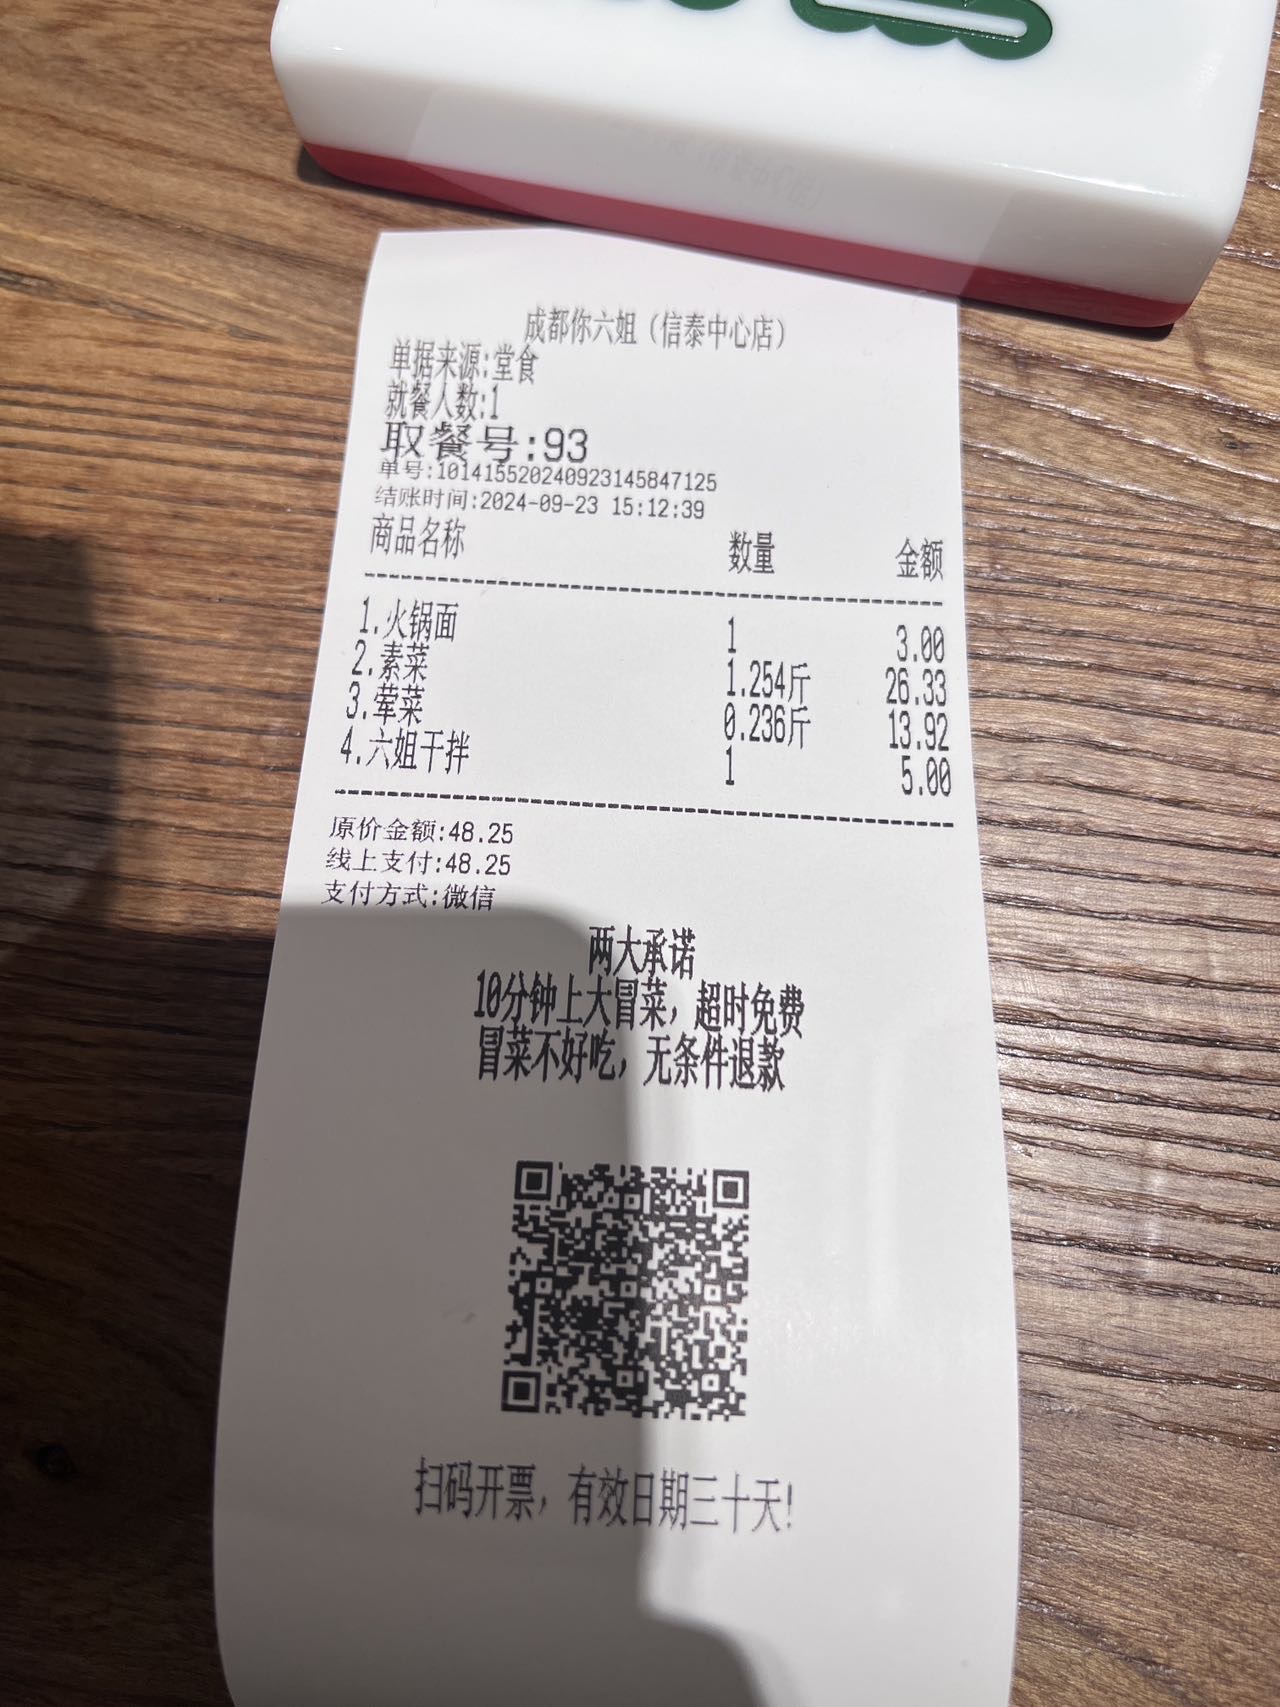 成都你六姐（信泰中心店）
单据来源:堂食
就餐人数:1
取餐号:93
单号:101415520240923145847125
结账时间:2024-09-23 15:12:39
商品名称 数量 金额
1.火锅面 1 3.00
2.素菜 1.254斤 26.33
3.荤菜 0.236斤 13.92
4.六姐干拌 1 5.00
原价金额:48.25
线上支付:48.25
支付方式:微信
两大承诺
10分钟上大冒菜，超时免费
冒菜不好吃，无条件退款
扫码开票，有效日期三十天!